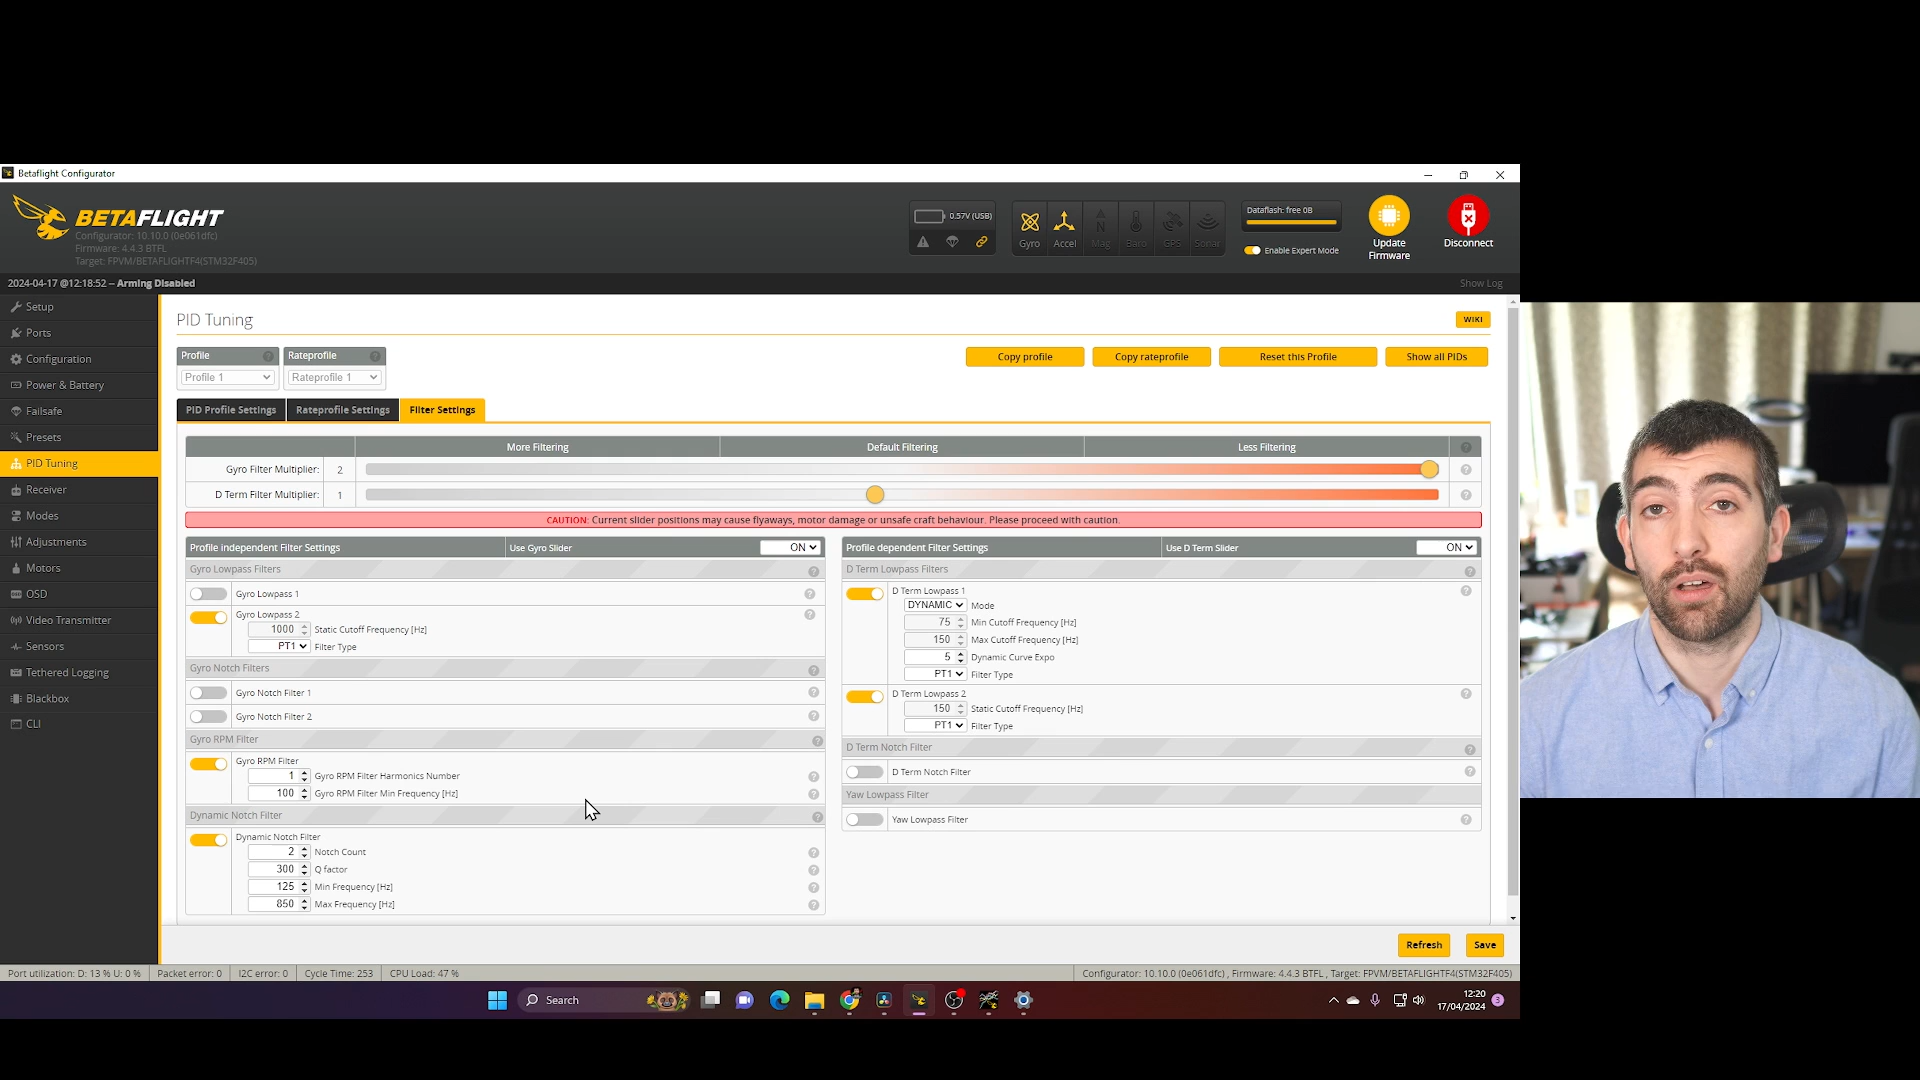 Betaflight Configurator
BETAFLIGHT
Configurator: 10.10.0 (0e061dfc)
Firmware: 4.4.3 BTFL
Target: FPVM/BETAFLIGHTF4(STM32F405)
0.57V (USB)
Gyro Accel Mag Baro GPS Sonar
Dataflash: free 0B
Enable Expert Mode
Update Firmware
Disconnect
2024-04-17 @12:18:52 – Arming Disabled
Show Log
Setup
Ports
Configuration
Power & Battery
Failsafe
Presets
PID Tuning
Receiver
Modes
Adjustments
Motors
OSD
Video Transmitter
Sensors
Tethered Logging
Blackbox
CLI
PID Tuning
WIKI
Profile
Profile 1
Rateprofile
Rateprofile 1
Copy profile
Copy rateprofile
Reset this Profile
Show all PIDs
PID Profile Settings
Rateprofile Settings
Filter Settings
More Filtering Default Filtering Less Filtering
Gyro Filter Multiplier: 2
D Term Filter Multiplier: 1
CAUTION: Current slider positions may cause flyaways, motor damage or unsafe craft behaviour. Please proceed with caution.
Profile independent Filter Settings Use Gyro Slider ON
Gyro Lowpass Filters
Gyro Lowpass 1
Gyro Lowpass 2
1000 Static Cutoff Frequency [Hz]
PT1 Filter Type
Gyro Notch Filters
Gyro Notch Filter 1
Gyro Notch Filter 2
Gyro RPM Filter
Gyro RPM Filter
1 Gyro RPM Filter Harmonics Number
100 Gyro RPM Filter Min Frequency [Hz]
Dynamic Notch Filter
Dynamic Notch Filter
2 Notch Count
300 Q factor
125 Min Frequency [Hz]
850 Max Frequency [Hz]
Profile dependent Filter Settings Use D Term Slider ON
D Term Lowpass Filters
D Term Lowpass 1
DYNAMIC Mode
75 Min Cutoff Frequency [Hz]
150 Max Cutoff Frequency [Hz]
5 Dynamic Curve Expo
PT1 Filter Type
D Term Lowpass 2
150 Static Cutoff Frequency [Hz]
PT1 Filter Type
D Term Notch Filter
D Term Notch Filter
Yaw Lowpass Filter
Yaw Lowpass Filter
Refresh
Save
Port utilization: D: 13 % U: 0 % Packet error: 0 I2C error: 0 Cycle Time: 253 CPU Load: 47 %
Configurator: 10.10.0 (0e061dfc) , Firmware: 4.4.3 BTFL , Target: FPVM/BETAFLIGHTF4(STM32F405)
Search
12:20
17/04/2024
3